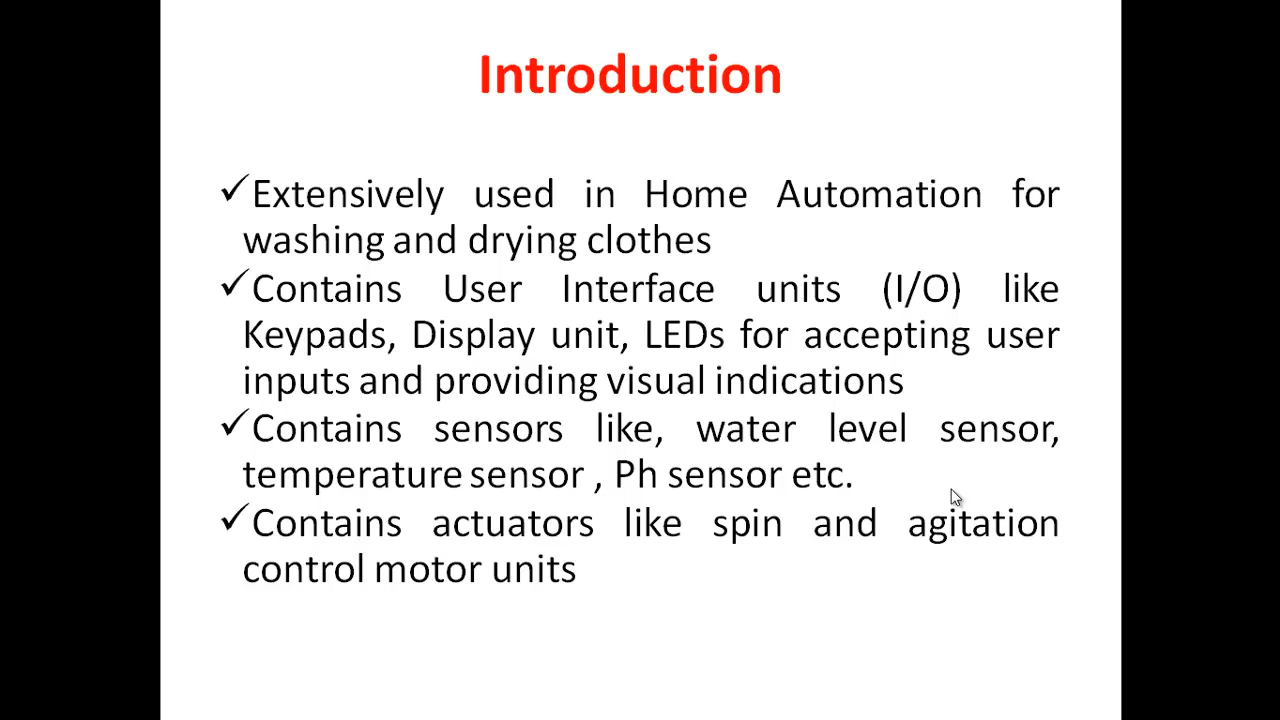 Introduction
✓Extensively used in Home Automation for
washing and drying clothes
✓Contains User Interface units (I/O) like
Keypads, Display unit, LEDs for accepting user
inputs and providing visual indications
✓Contains sensors like, water level sensor,
temperature sensor , Ph sensor etc.
✓Contains actuators like spin and agitation
control motor units